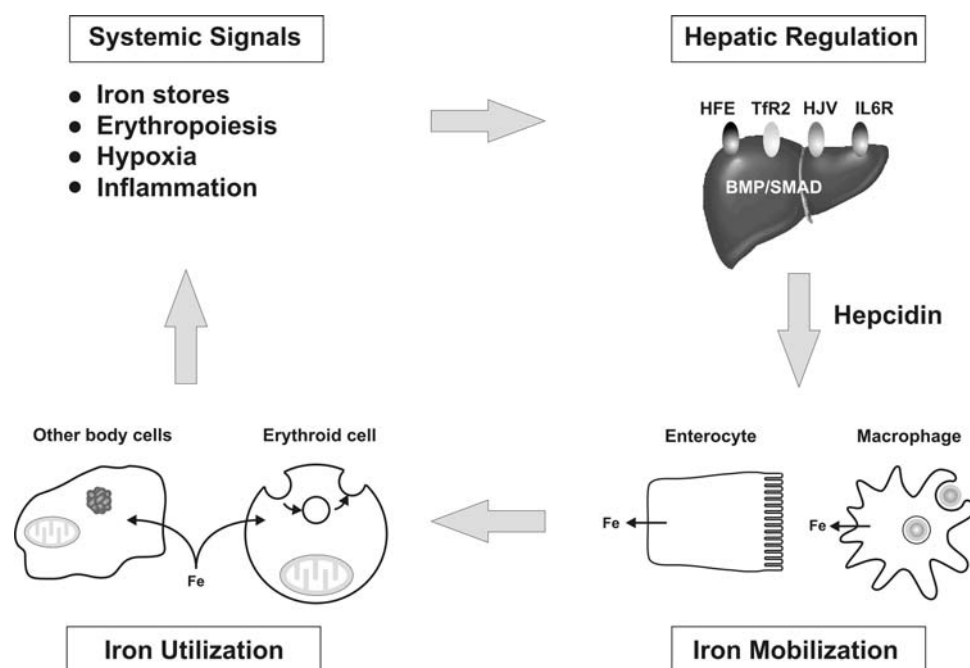 Systemic Signals
• Iron stores
• Erythropoiesis
• Hypoxia
• Inflammation
Hepatic Regulation
HFE TfR2 HJV IL6R
BMP/SMAD
Hepcidin
Other body cells
Erythroid cell
Fe
Iron Utilization
Enterocyte
Macrophage
Fe
Fe
Iron Mobilization